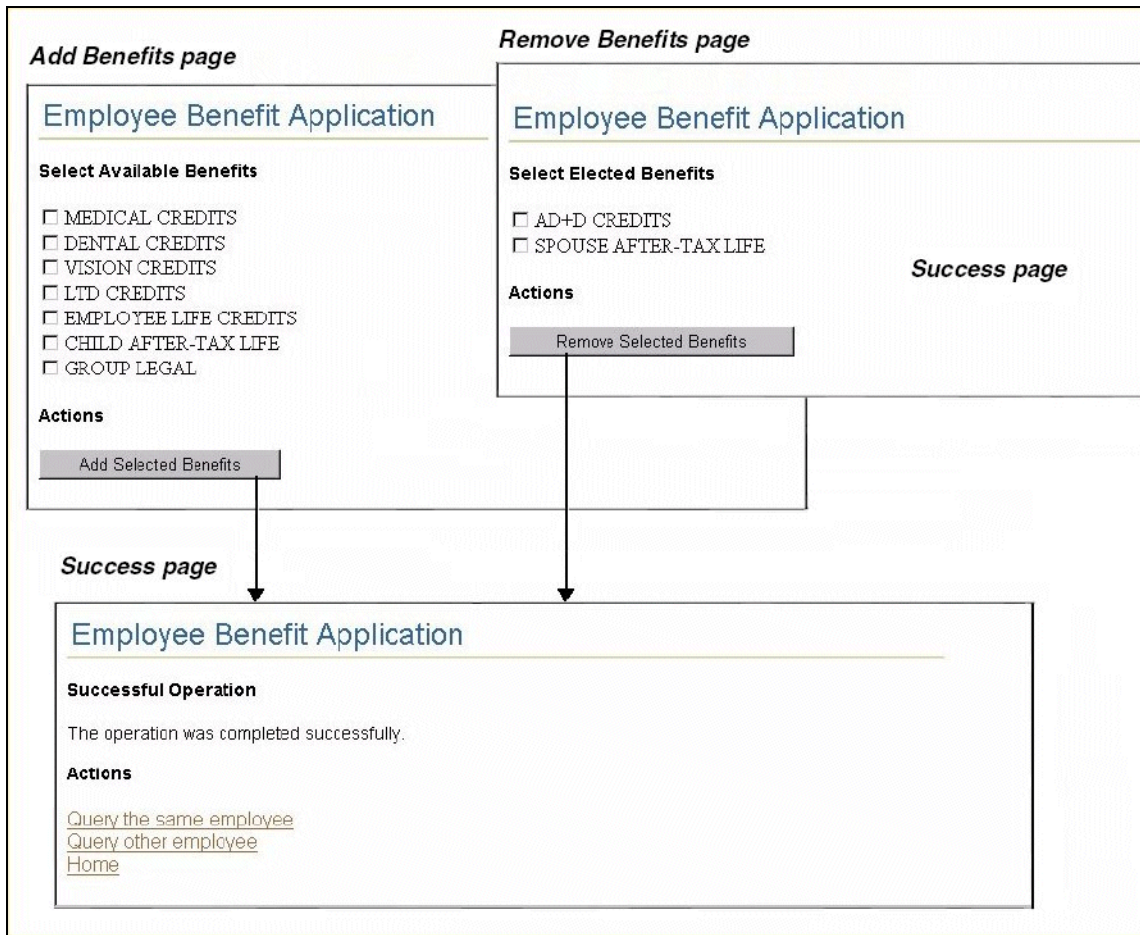 Add Benefits page
Employee Benefit Application
Select Available Benefits
MEDICAL CREDITS
DENTAL CREDITS
VISION CREDITS
LTD CREDITS
EMPLOYEE LIFE CREDITS
CHILD AFTER-TAX LIFE
GROUP LEGAL
Actions
Add Selected Benefits
Remove Benefits page
Employee Benefit Application
Select Elected Benefits
AD+D CREDITS
SPOUSE AFTER-TAX LIFE
Success page
Actions
Remove Selected Benefits
Success page
Employee Benefit Application
Successful Operation
The operation was completed successfully.
Actions
Query the same employee
Query other employee
Home